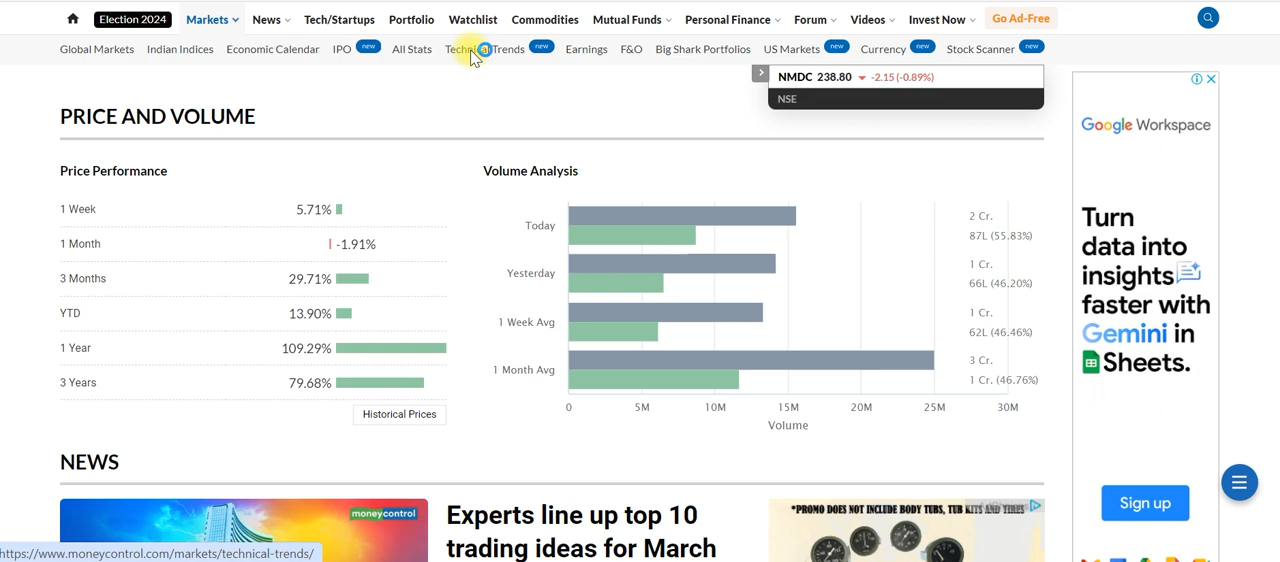 Election 2024 Markets News Tech/Startups Portfolio Watchlist Commodities Mutual Funds Personal Finance Forum Videos Invest Now Go Ad-Free
Global Markets Indian Indices Economic Calendar IPO new All Stats Technical Trends new Earnings F&O Big Shark Portfolios US Markets new Currency new Stock Scanner new
NMDC 238.80 -2.15 (-0.89%)
NSE
PRICE AND VOLUME
Price Performance
1 Week 5.71%
1 Month -1.91%
3 Months 29.71%
YTD 13.90%
1 Year 109.29%
3 Years 79.68%
Historical Prices
Volume Analysis
Today 2 Cr.
87L (55.83%)
Yesterday 1 Cr.
66L (46.20%)
1 Week Avg 1 Cr.
62L (46.46%)
1 Month Avg 3 Cr.
1 Cr. (46.76%)
0 5M 10M 15M 20M 25M 30M
Volume
Google Workspace
Turn
data into
insights
faster with
Gemini in
Sheets.
Sign up
NEWS
moneycontrol
Experts line up top 10
trading ideas for March
*PROMO DOES NOT INCLUDE BODY TUBS, TUB KITS AND TIRES
https://www.moneycontrol.com/markets/technical-trends/